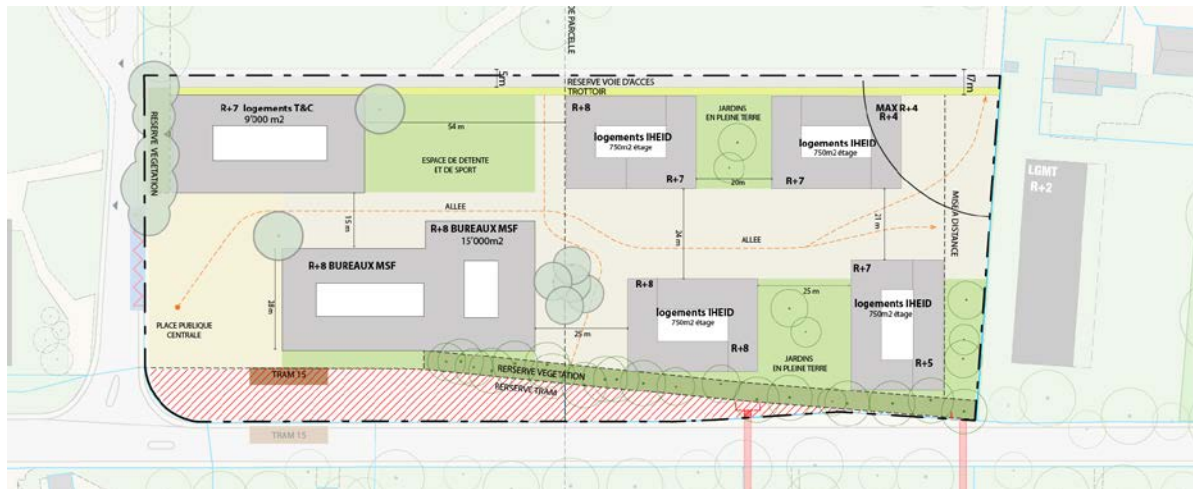 DE PARCELLE
5m
17m
RESERVE VOIE D'ACCES
TROTTOIR
R+7 logements T&C
9'000 m2
RESERVE VEGETATION
54 m
ESPACE DE DETENTE
ET DE SPORT
R+8
logements IHEID
750m2 étage
R+7
JARDINS
EN PLEINE TERRE
20m
MAX R+4
R+4
logements IHEID
750m2 étage
R+7
LGMT
R+2
MISE A DISTANCE
ALLEE
15 m
24 m
21 m
ALLEE
R+8 BUREAUX MSF
15'000m2
R+8 BUREAUX MSF
28m
PLACE PUBLIQUE
CENTRALE
25 m
R+8
logements IHEID
750m2 étage
R+8
25 m
JARDINS
EN PLEINE TERRE
R+7
logements IHEID
750m2 étage
R+5
TRAM 15
RERSERVE VEGETATION
RERSERVE TRAM
TRAM 15